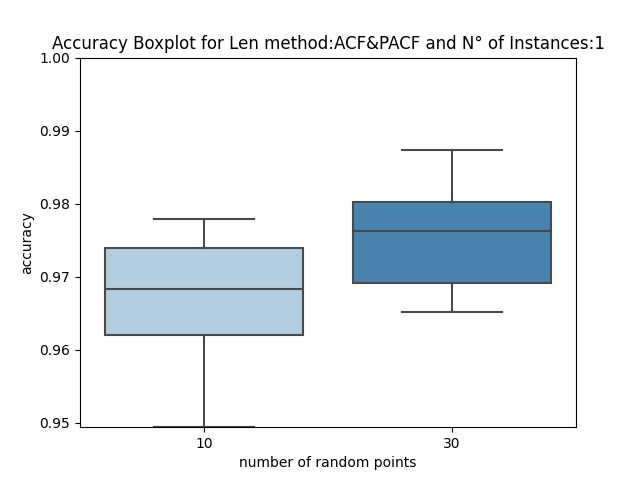 Accuracy Boxplot for Len method:ACF&PACF and N° of Instances:1
1.00
0.99
0.98
0.97
0.96
0.95
accuracy
10
30
number of random points